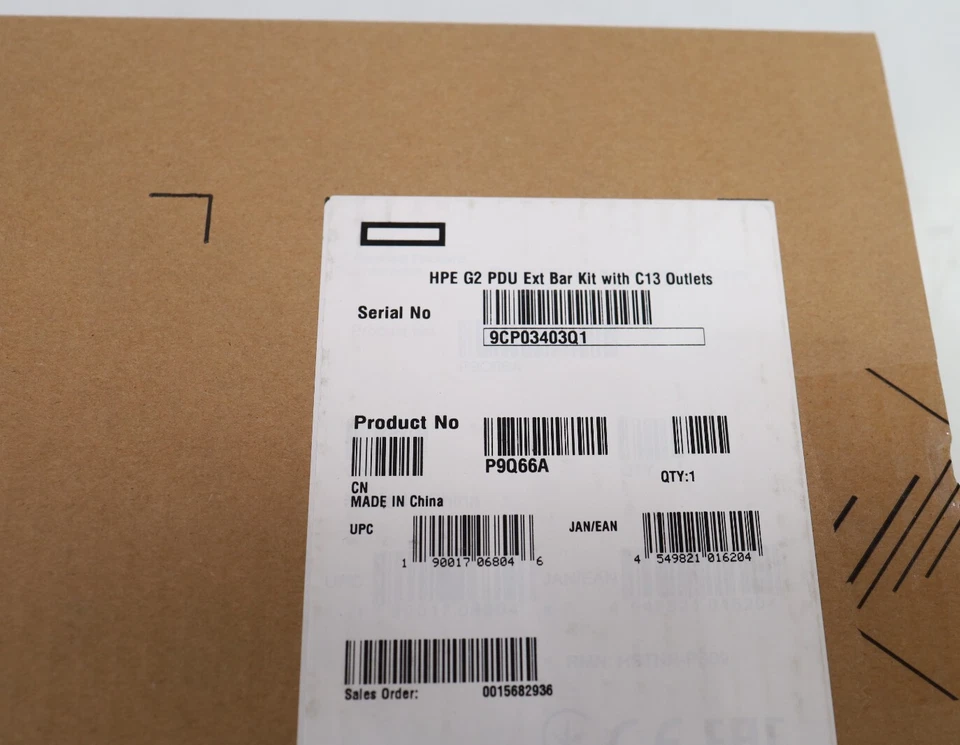 HPE G2 PDU Ext Bar Kit with C13 Outlets
Serial No
9CP03403Q1
Product No
P9Q66A
QTY:1
CN
MADE IN China
UPC
1 90017 06804 6
JAN/EAN
4 549821 016204
Sales Order: 0015682936